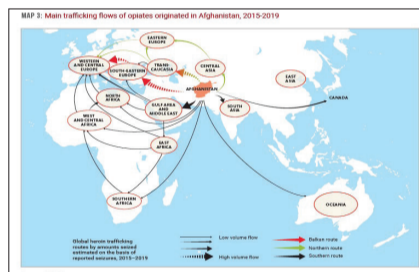 MAP 3: Main trafficking flows of opiates originated in Afghanistan, 2015-2019
EASTERN
EUROPE
WESTERN
AND CENTRAL
EUROPE
SOUTH-EASTERN
EUROPE
TRANS-
CAUCASIA
CENTRAL
ASIA
EAST
ASIA
AFGHANISTAN
CANADA
NORTH
AFRICA
GULF AREA
AND
MIDDLE EAST
SOUTH
ASIA
WEST
AND CENTRAL
AFRICA
EAST
AFRICA
SOUTHERN
AFRICA
OCEANIA
Global heroin trafficking
routes by amounts seized
estimated on the basis of
reported seizures, 2015–2019
Low volume flow
High volume flow
Balkan route
Northern route
Southern route